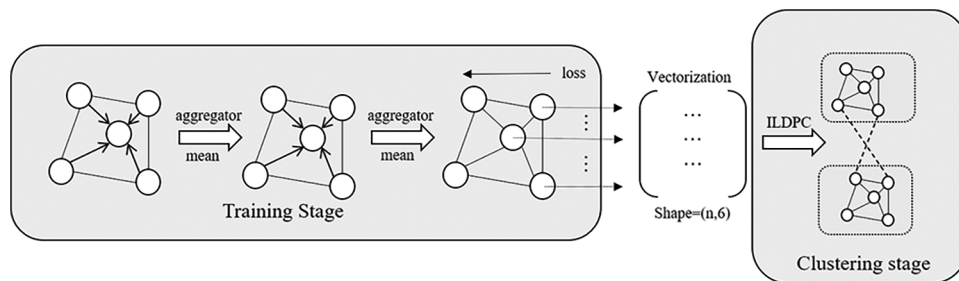 aggregator
mean
aggregator
mean
loss
Training Stage
Vectorization
...
...
...
...
...
Shape=(n,6)
ILDPC
Clustering stage